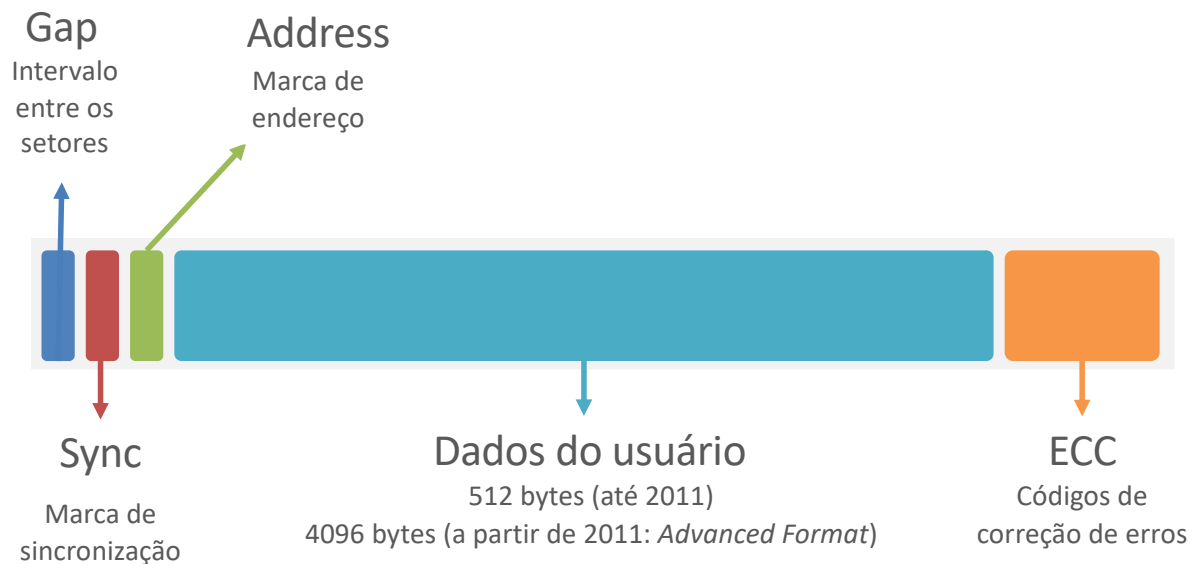 Gap
Intervalo
entre os
setores
Address
Marca de
endereço
Sync
Marca de
sincronização
Dados do usuário
512 bytes (até 2011)
4096 bytes (a partir de 2011: Advanced Format)
ECC
Códigos de
correção de erros